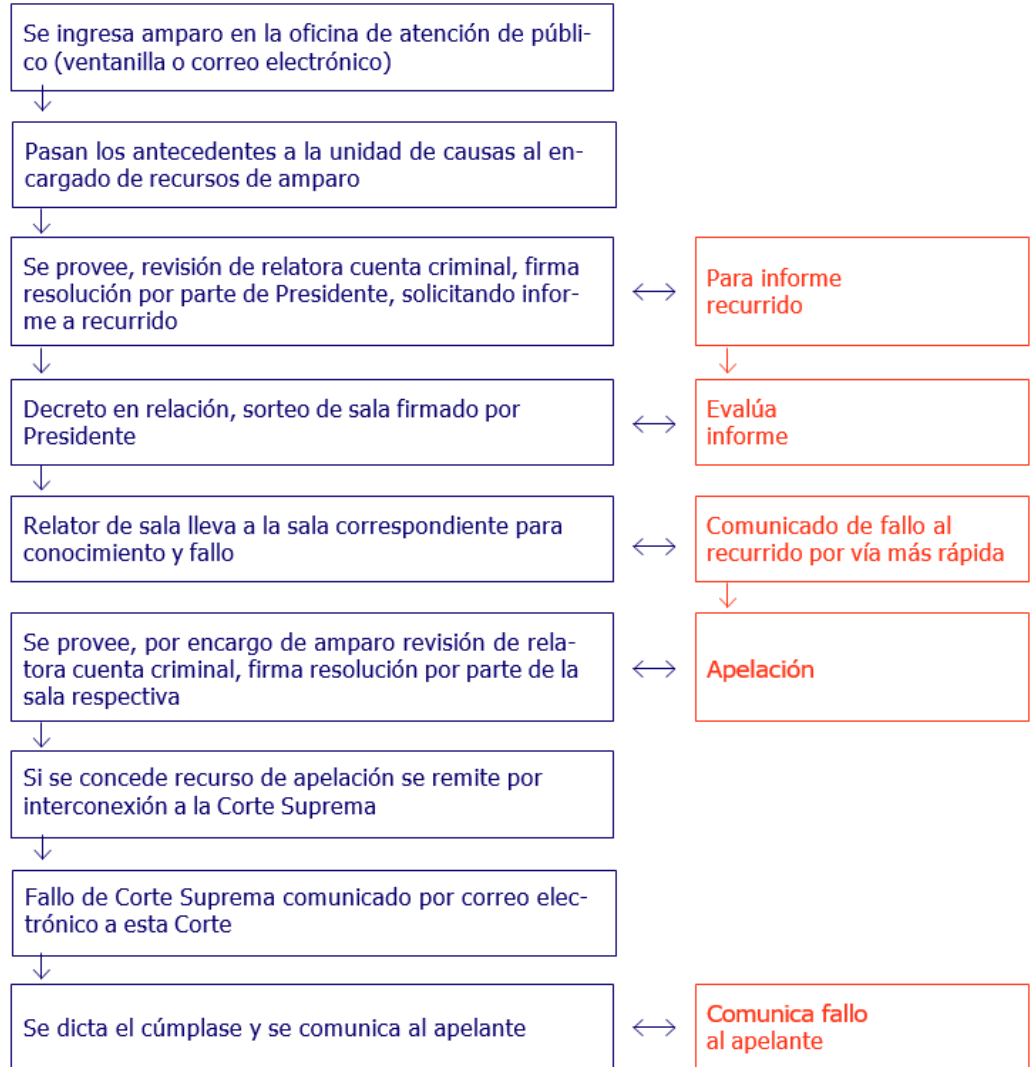 Se ingresa amparo en la oficina de atención de públi-
co (ventanilla o correo electrónico)
Pasan los antecedentes a la unidad de causas al en-
cargado de recursos de amparo
Se provee, revisión de relatora cuenta criminal, firma
resolución por parte de Presidente, solicitando infor-
me a recurrido
Para informe
recurrido
Decreto en relación, sorteo de sala firmado por
Presidente
Evalúa
informe
Relator de sala lleva a la sala correspondiente para
conocimiento y fallo
Comunicado de fallo al
recurrido por vía más rápida
Se provee, por encargo de amparo revisión de rela-
tora cuenta criminal, firma resolución por parte de la
sala respectiva
Apelación
Si se concede recurso de apelación se remite por
interconexión a la Corte Suprema
Fallo de Corte Suprema comunicado por correo elec-
trónico a esta Corte
Se dicta el cúmplase y se comunica al apelante
Comunica fallo
al apelante